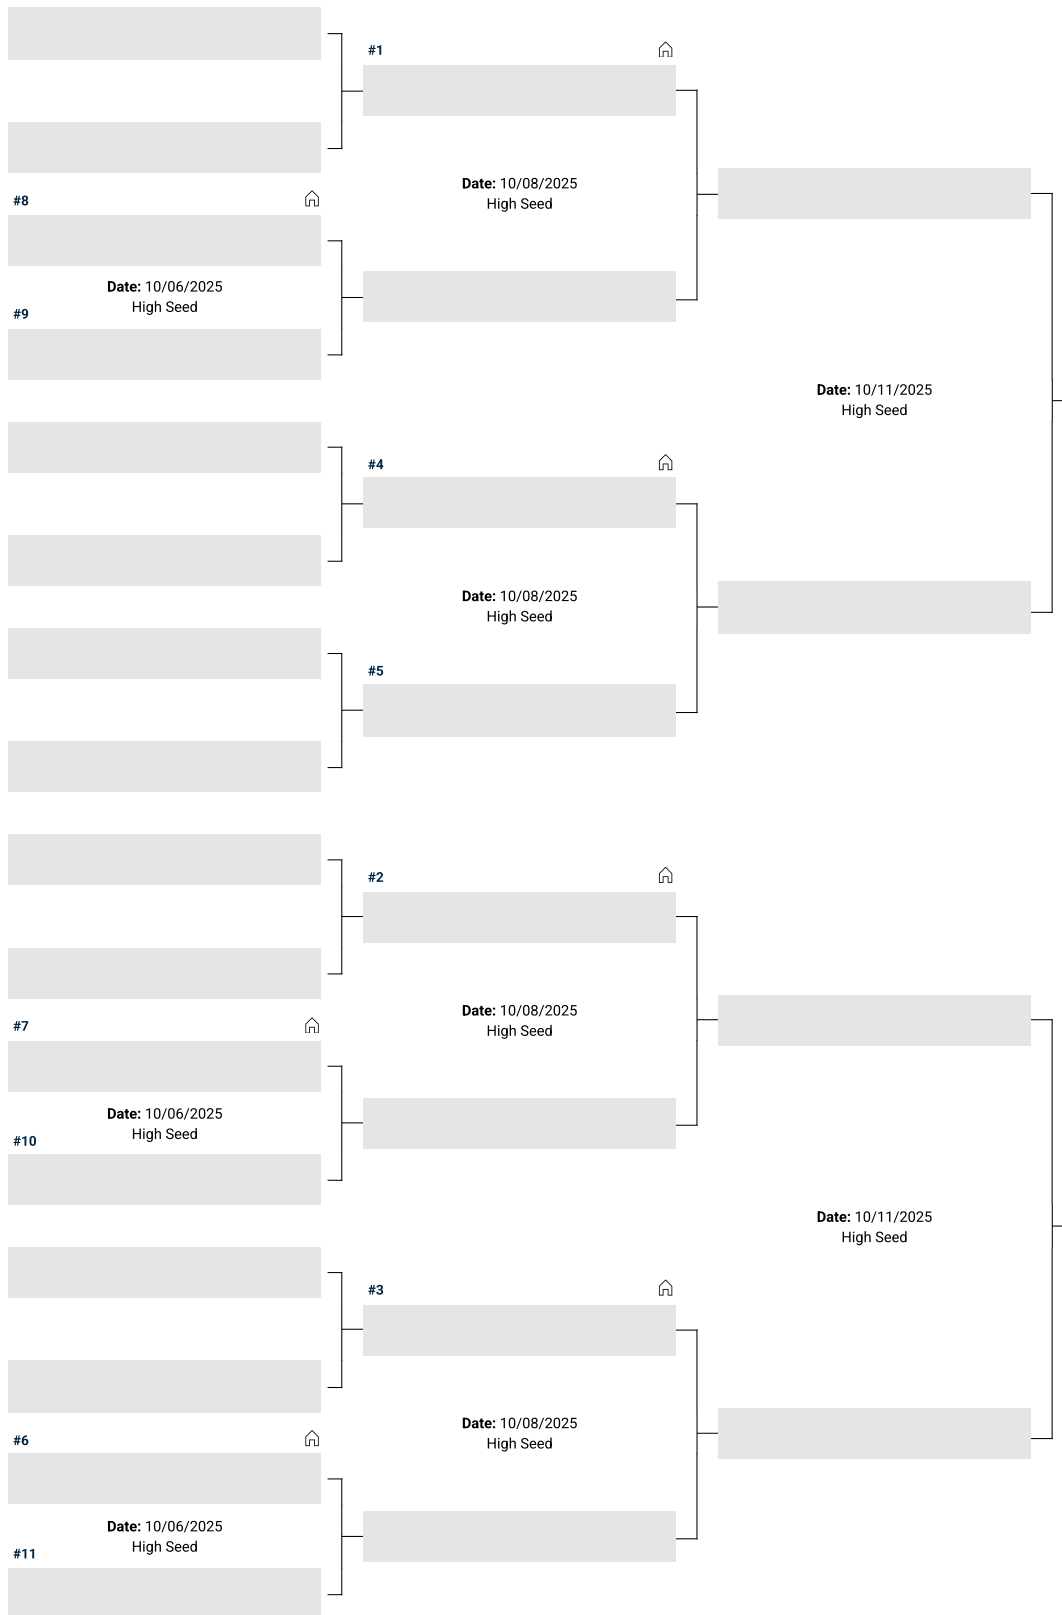 #1
Date: 10/08/2025
High Seed
#8
Date: 10/06/2025
High Seed
#9
Date: 10/11/2025
High Seed
#4
Date: 10/08/2025
High Seed
#5
#2
Date: 10/08/2025
High Seed
#7
Date: 10/06/2025
High Seed
#10
Date: 10/11/2025
High Seed
#3
Date: 10/08/2025
High Seed
#6
Date: 10/06/2025
High Seed
#11